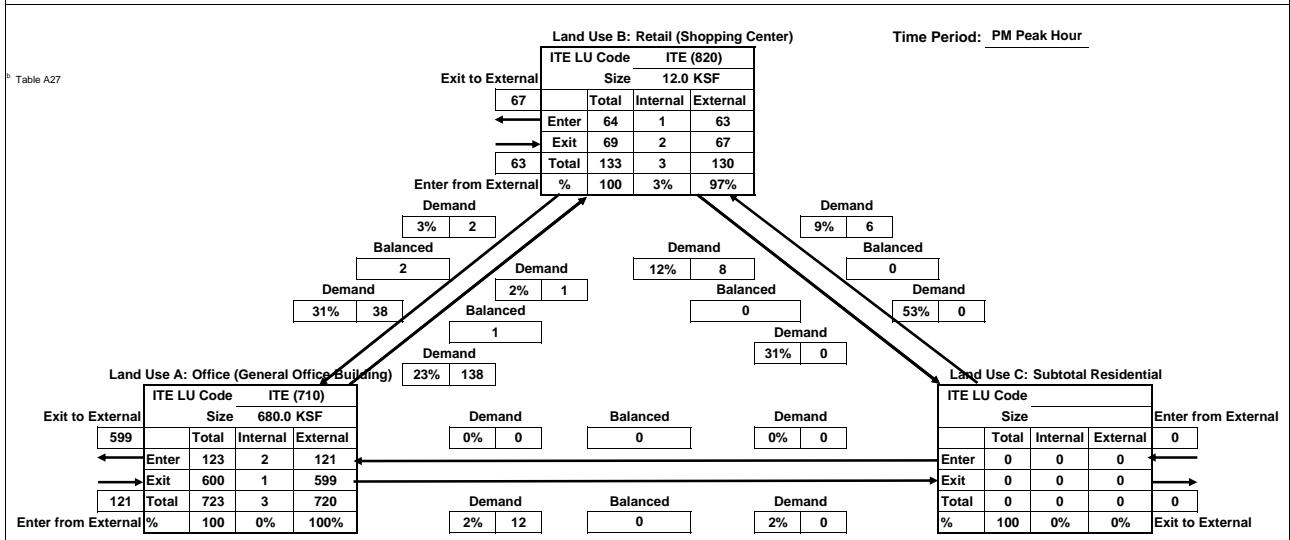 Land Use B: Retail (Shopping Center)
Time Period: PM Peak Hour
ITE LU Code ITE (820)
ᵇ Table A27
Exit to External Size 12.0 KSF
67 Total Internal External
Enter 64 1 63
Exit 69 2 67
63 Total 133 3 130
Enter from External % 100 3% 97%
Demand Demand
3% 2 9% 6
Balanced Demand Balanced
2 Demand 12% 8 0
Demand 2% 1 Balanced Demand
31% 38 Balanced 0 53% 0
1 Demand
Demand 31% 0
Land Use A: Office (General Office Building) 23% 138 Land Use C: Subtotal Residential
ITE LU Code ITE (710) ITE LU Code
Exit to External Size 680.0 KSF Demand Balanced Demand Size Enter from External
599 Total Internal External 0% 0 0 0% 0 Total Internal External 0
Enter 123 2 121 Enter 0 0 0
Exit 600 1 599 Exit 0 0 0
121 Total 723 3 720 Demand Balanced Demand Total 0 0 0 0
Enter from External % 100 0% 100% 2% 12 0 2% 0 % 100 0% 0% Exit to External